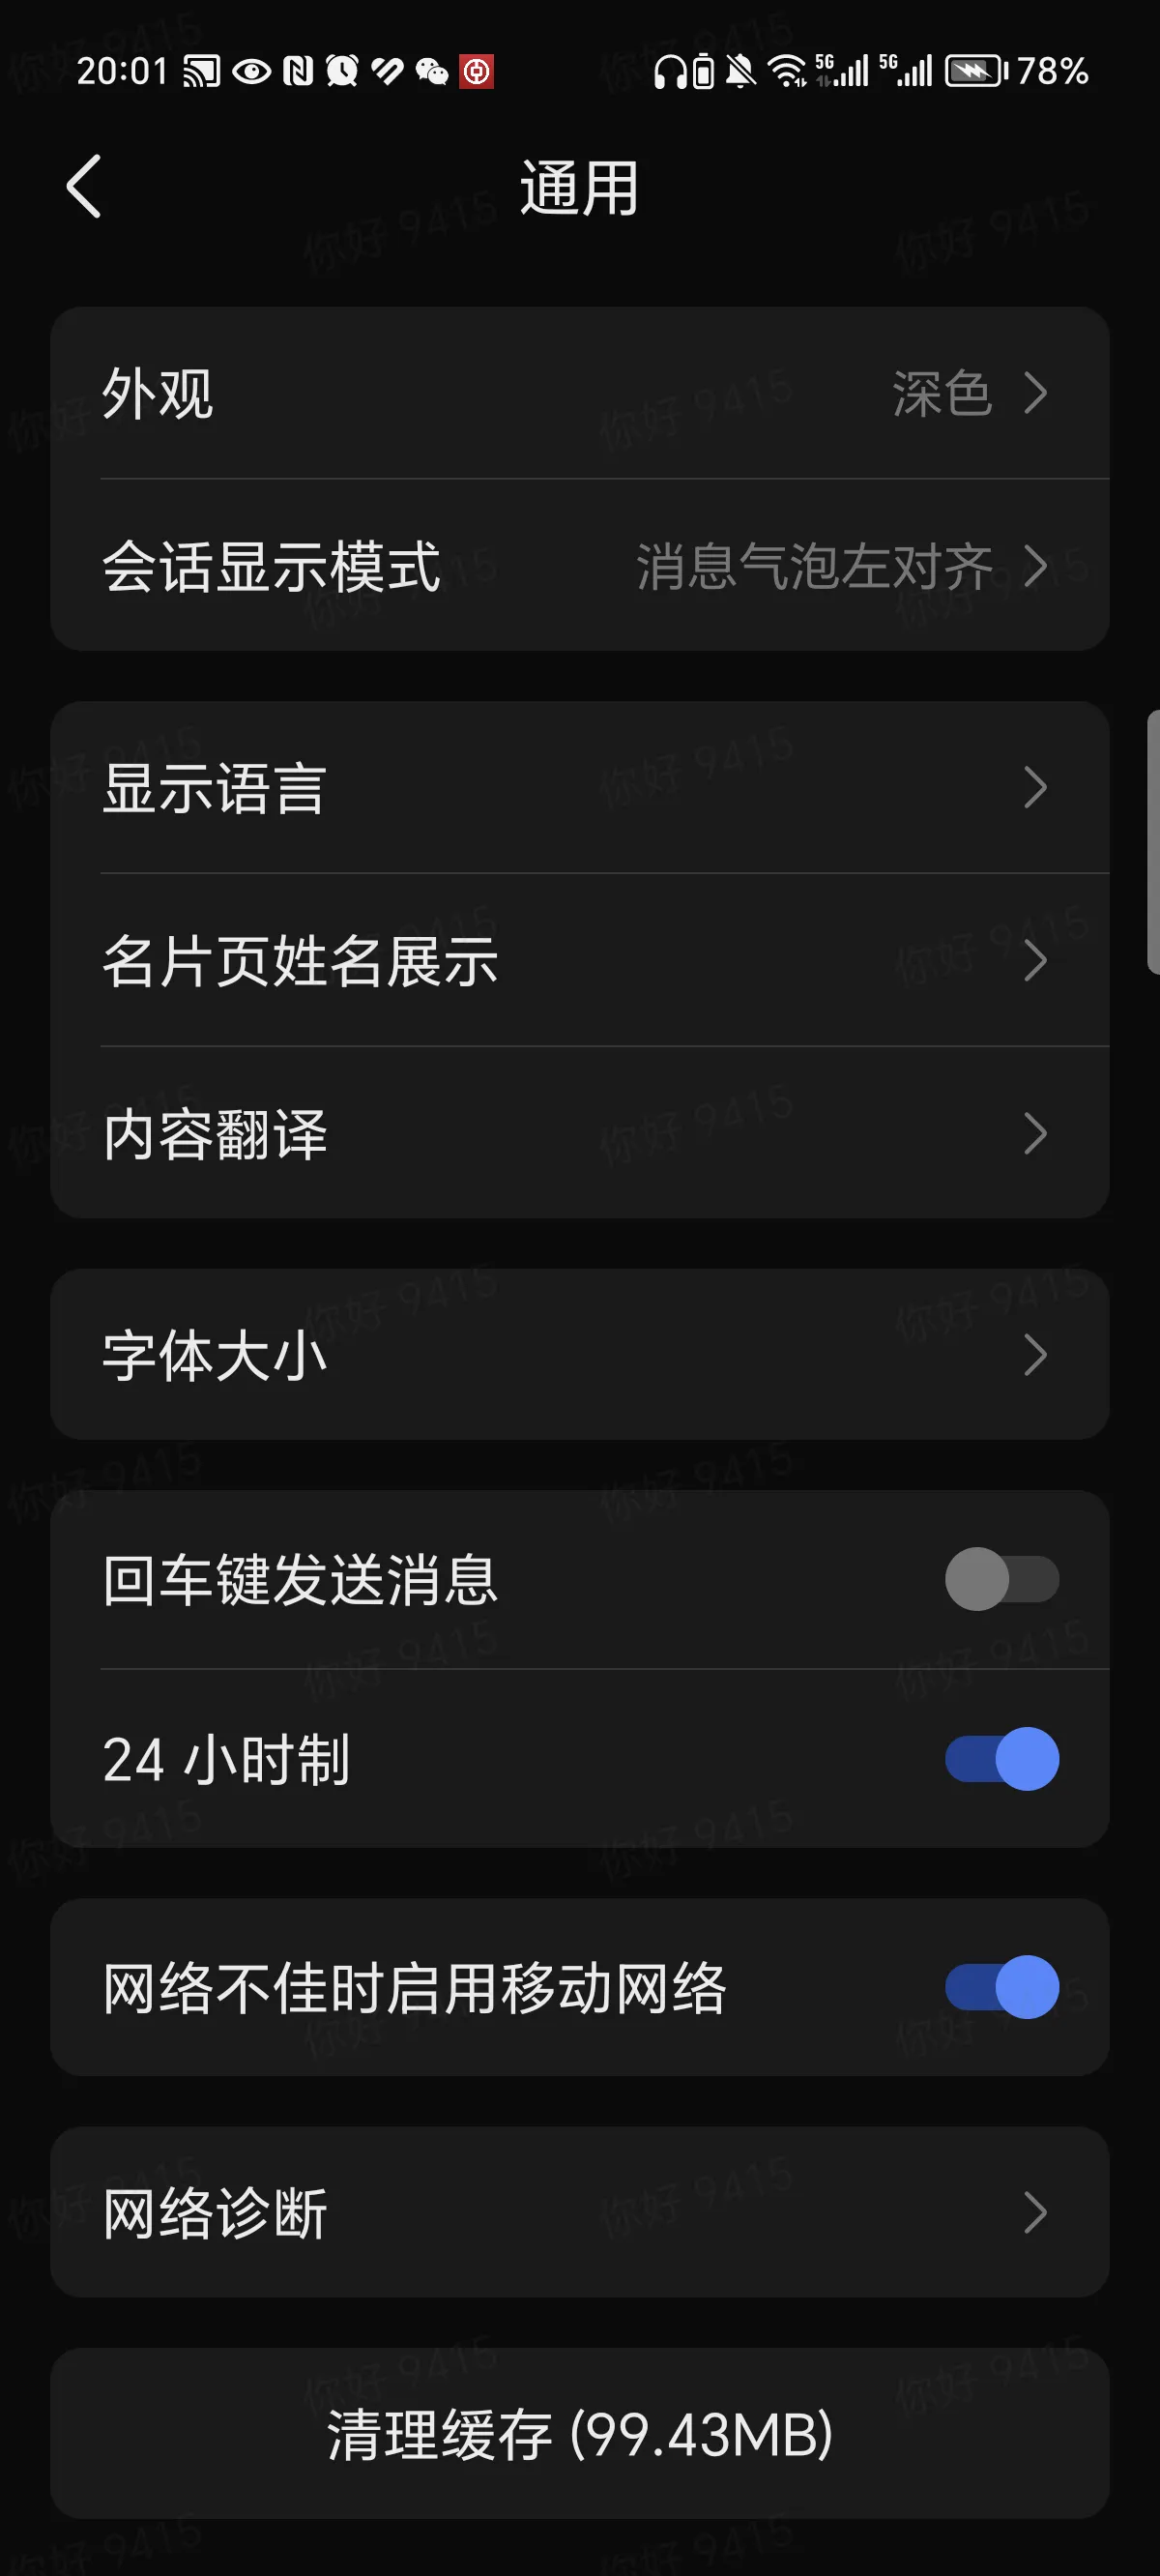 20:01 5G 5G 78%
通用
外观 深色
会话显示模式 消息气泡左对齐
显示语言
名片页姓名展示
内容翻译
字体大小
回车键发送消息
24 小时制
网络不佳时启用移动网络
网络诊断
清理缓存 (99.43MB)
你好 9415